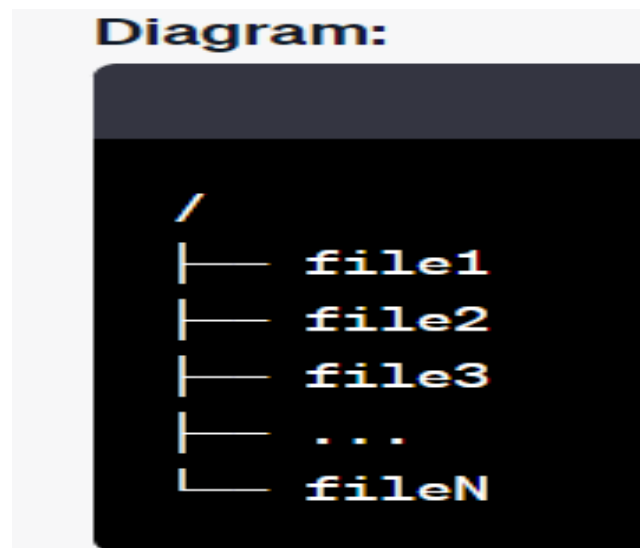 Diagram:
/
├── file1
├── file2
├── file3
├── ...
└── fileN